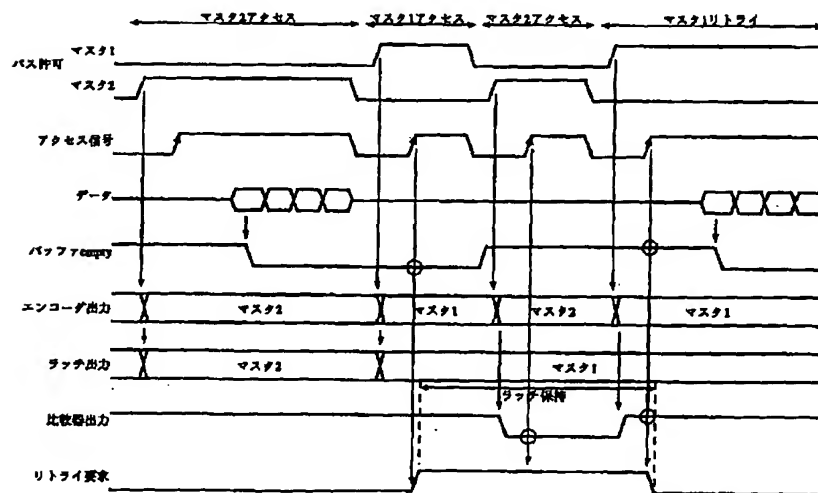 マスタ2アクセス マスタ1アクセス マスタ2アクセス マスタ1リトライ
マスタ1
バス許可
マスタ2
アクセス信号
データ
バッファempty
エンコーダ出力 マスタ2 マスタ1 マスタ2 マスタ1
ラッチ出力 マスタ2 マスタ1
ラッチ保持
比較器出力
リトライ要求